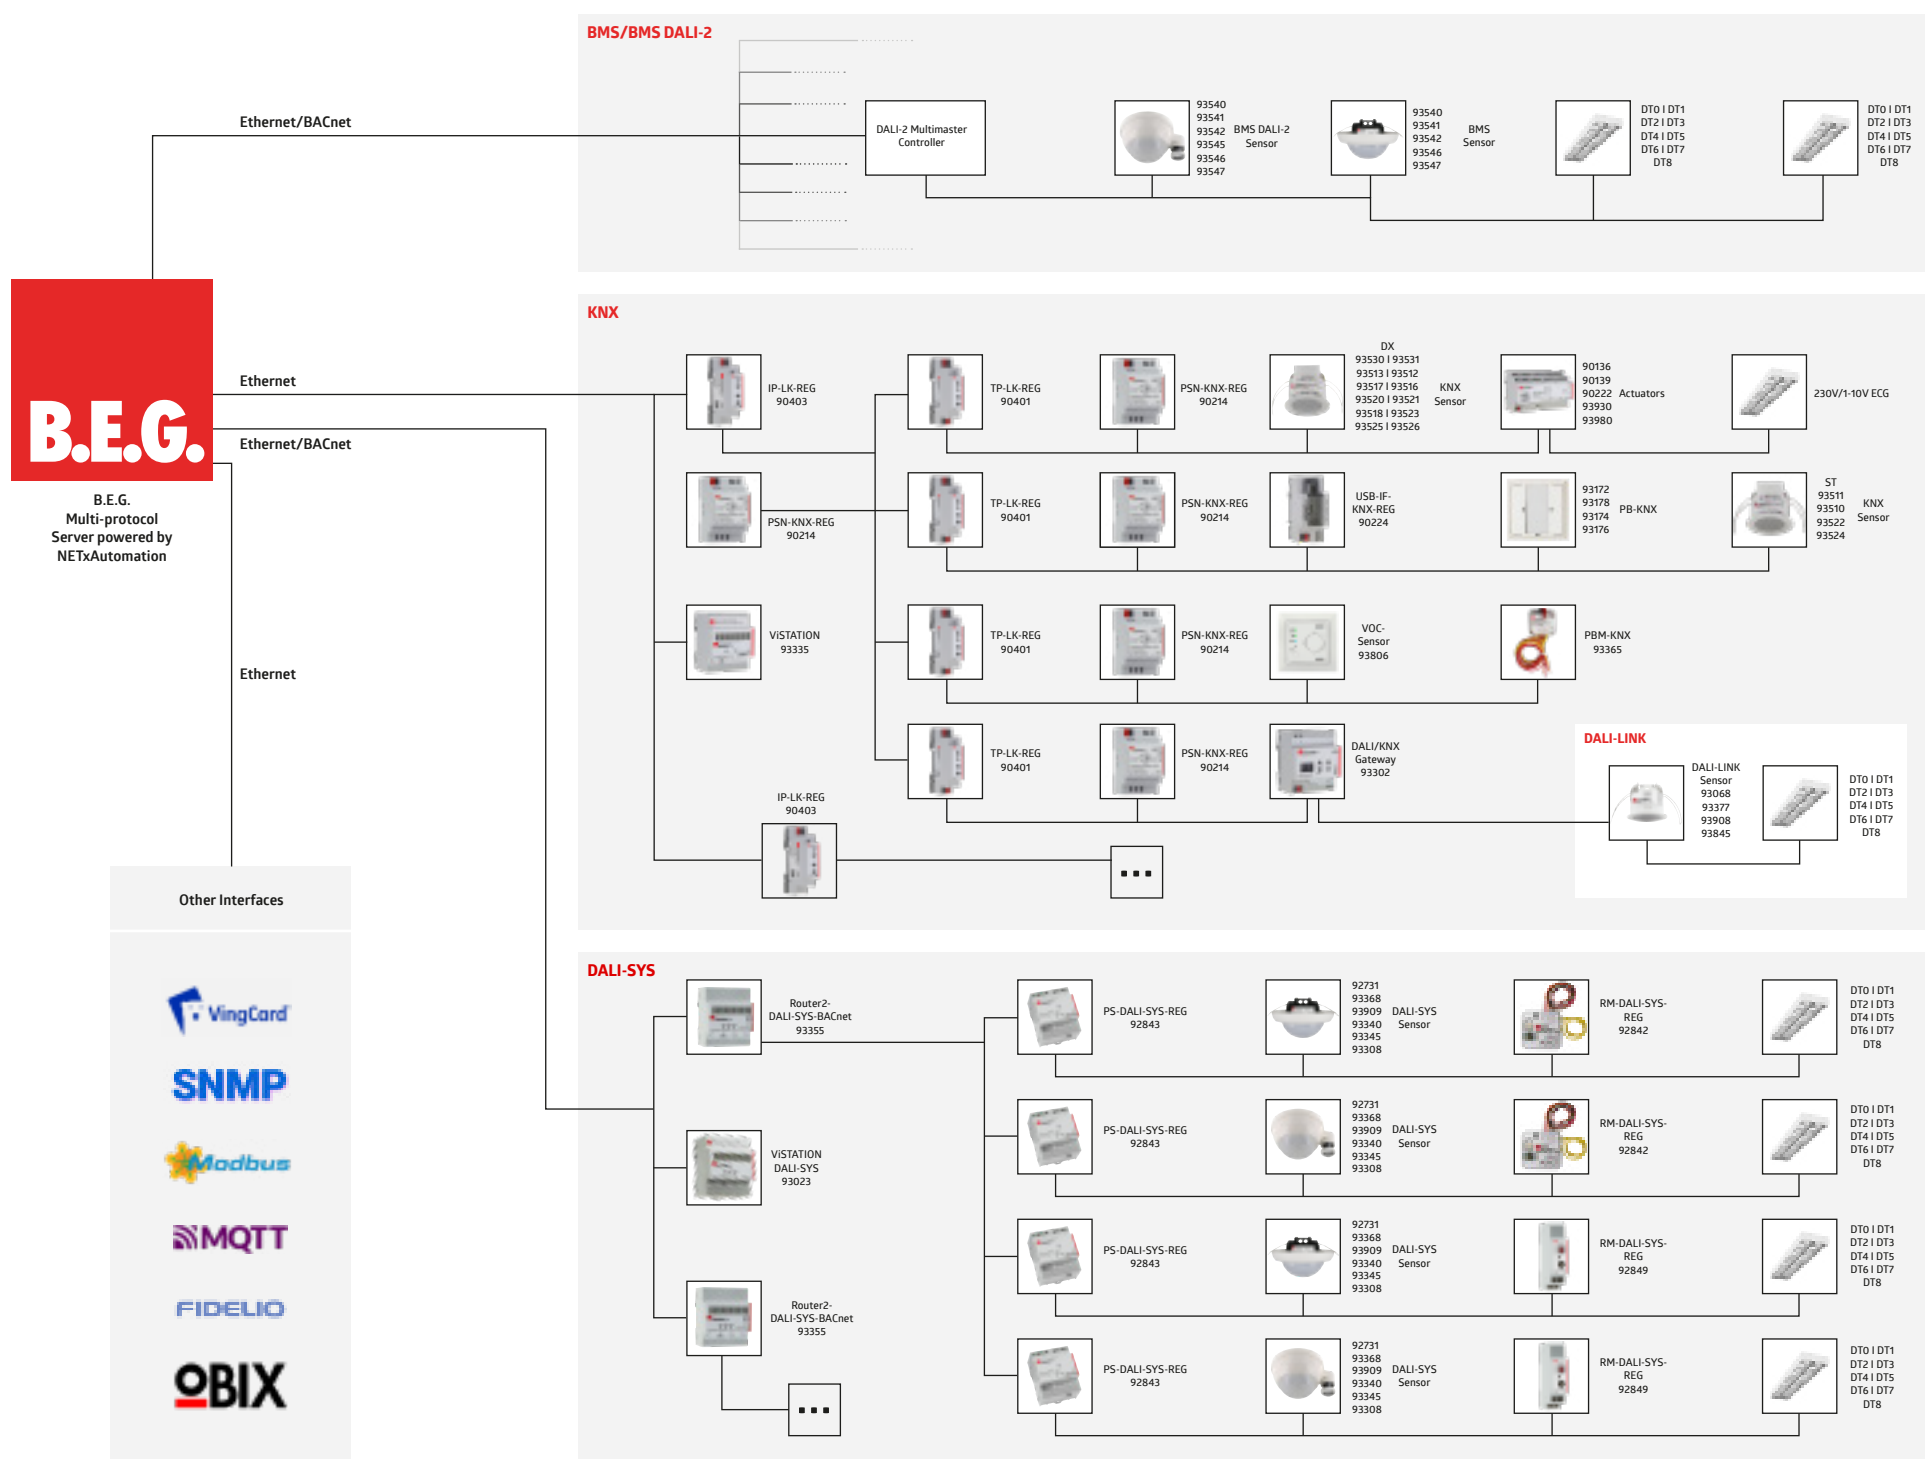 BMS/BMS DALI-2
Ethernet/BACnet
DALI-2 Multimaster
Controller
93540
93541
93542
93545
93546
93547
BMS DALI-2
Sensor
93540
93541
93542
93546
93547
BMS
Sensor
DT0 I DT1
DT2 I DT3
DT4 I DT5
DT6 I DT7
DT8
DT0 I DT1
DT2 I DT3
DT4 I DT5
DT6 I DT7
DT8
B.E.G.
B.E.G.
Multi-protocol
Server powered by
NETxAutomation
Ethernet
Ethernet/BACnet
Ethernet
KNX
IP-LK-REG
90403
TP-LK-REG
90401
PSN-KNX-REG
90214
DX
93530 I 93531
93513 I 93512
93517 I 93516
93520 I 93521
93518 I 93523
93525 I 93526
KNX
Sensor
90136
90139
90222
93930
93980
Actuators
230V/1-10V ECG
PSN-KNX-REG
90214
TP-LK-REG
90401
PSN-KNX-REG
90214
USB-IF-
KNX-REG
90224
93172
93178
93174
93176
PB-KNX
ST
93511
93510
93522
93524
KNX
Sensor
ViSTATION
93335
TP-LK-REG
90401
PSN-KNX-REG
90214
VOC-
Sensor
93806
PBM-KNX
93365
TP-LK-REG
90401
PSN-KNX-REG
90214
DALI/KNX
Gateway
93302
IP-LK-REG
90403
DALI-LINK
DALI-LINK
Sensor
93068
93377
93908
93845
DT0 I DT1
DT2 I DT3
DT4 I DT5
DT6 I DT7
DT8
Other Interfaces
VingCard
SNMP
Modbus
MQTT
FIDELIO
oBIX
DALI-SYS
Router2-
DALI-SYS-BACnet
93355
PS-DALI-SYS-REG
92843
92731
93368
93909
93340
93345
93308
DALI-SYS
Sensor
RM-DALI-SYS-
REG
92842
DT0 I DT1
DT2 I DT3
DT4 I DT5
DT6 I DT7
DT8
ViSTATION
DALI-SYS
93023
PS-DALI-SYS-REG
92843
92731
93368
93909
93340
93345
93308
DALI-SYS
Sensor
RM-DALI-SYS-
REG
92842
DT0 I DT1
DT2 I DT3
DT4 I DT5
DT6 I DT7
DT8
PS-DALI-SYS-REG
92843
92731
93368
93909
93340
93345
93308
DALI-SYS
Sensor
RM-DALI-SYS-
REG
92849
DT0 I DT1
DT2 I DT3
DT4 I DT5
DT6 I DT7
DT8
Router2-
DALI-SYS-BACnet
93355
PS-DALI-SYS-REG
92843
92731
93368
93909
93340
93345
93308
DALI-SYS
Sensor
RM-DALI-SYS-
REG
92849
DT0 I DT1
DT2 I DT3
DT4 I DT5
DT6 I DT7
DT8